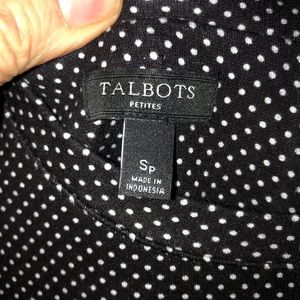 TALBOTS
PETITES
SP
MADE IN
INDONESIA